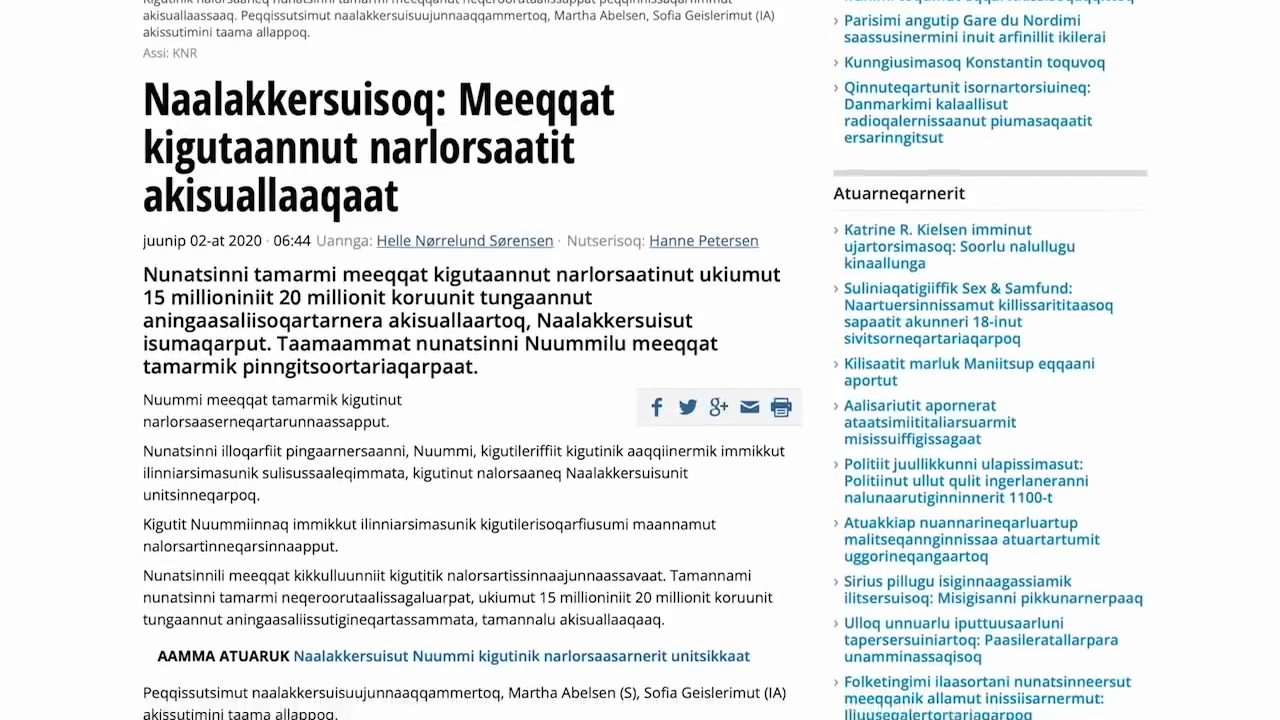 akisuallaassaaq. Peqqissutsimut naalakkersuisuujunnaaqqammertoq, Martha Abelsen, Sofia Geislerimut (IA)
akissutimini taama allappoq.
Assi: KNR
Naalakkersuisoq: Meeqqat
kigutaannut narlorsaatit
akisuallaaqaat
juunip 02-at 2020 · 06:44 Uannga: Helle Nørrelund Sørensen · Nutserisoq: Hanne Petersen
Nunatsinni tamarmi meeqqat kigutaannut narlorsaatinut ukiumut
15 millioniniit 20 millionit koruunit tungaannut
aningaasaliisoqartarnera akisuallaartoq, Naalakkersuisut
isumaqarput. Taamaammat nunatsinni Nuummilu meeqqat
tamarmik pinngitsoortariaqarpaat.
Nuummi meeqqat tamarmik kigutinut
narlorsaaserneqartarunnaassapput.
Nunatsinni illoqarfiit pingaarnersaanni, Nuummi, kigutileriffiit kigutinik aaqqiinermik immikkut
ilinniarsimasunik sulisussaaleqimmata, kigutinut nalorsaaneq Naalakkersuisunit
unitsinneqarpoq.
Kigutit Nuummiinnaq immikkut ilinniarsimasunik kigutilerisoqarfiusumi maannamut
nalorsartinneqarsinnaapput.
Nunatsinnili meeqqat kikkulluunniit kigutitik nalorsartissinnaajunnaassavaat. Tamannami
nunatsinni tamarmi neqeroorutaalissagaluarpat, ukiumut 15 millioniniit 20 millionit koruunit
tungaannut aningaasaliissutigineqartassammata, tamannalu akisuallaaqaaq.
AAMMA ATUARUK Naalakkersuisut Nuummi kigutinik narlorsaasarnerit unitsikkaat
Peqqissutsimut naalakkersuisuujunnaaqqammertoq, Martha Abelsen (S), Sofia Geislerimut (IA)
akissutimini taama allappoq.
Parisimi angutip Gare du Nordimi
saassusinermini inuit arfinillit ikilerai
Kunngiusimasoq Konstantin toquvoq
Qinnuteqartunit isornartorsiuineq:
Danmarkimi kalaallisut
radioqalernissaanut piumasaqaatit
ersarinngitsut
Atuarneqarnerit
Katrine R. Kielsen imminut
ujartorsimasoq: Soorlu nalullugu
kinaallunga
Suliniaqatigiiffik Sex & Samfund:
Naartuersinnissamut killissarititaasoq
sapaatit akunneri 18-inut
sivitsorneqartariaqarpoq
Kilisaatit marluk Maniitsup eqqaani
aportut
Aalisariutit apornerat
ataatsimiititaliarsuarmit
misissuiffigissagaat
Politiit juullikkunni ulapissimasut:
Politiinut ullut qulit ingerlaneranni
nalunaarutiginninnerit 1100-t
Atuakkiap nuannarineqarluartup
malitseqannginnissaa atuartartumit
uggorineqangaartoq
Sirius pillugu isiginnaagassiamik
ilitsersuisoq: Misigisanni pikkunarnerpaaq
Ulloq unnuarlu iputtuusaarluni
tapersersuiniartoq: Paasileratallarpara
unamminassaqisoq
Folketingimi ilaasortani nunatsinneersut
meeqqanik allamut inissiisarnermut: